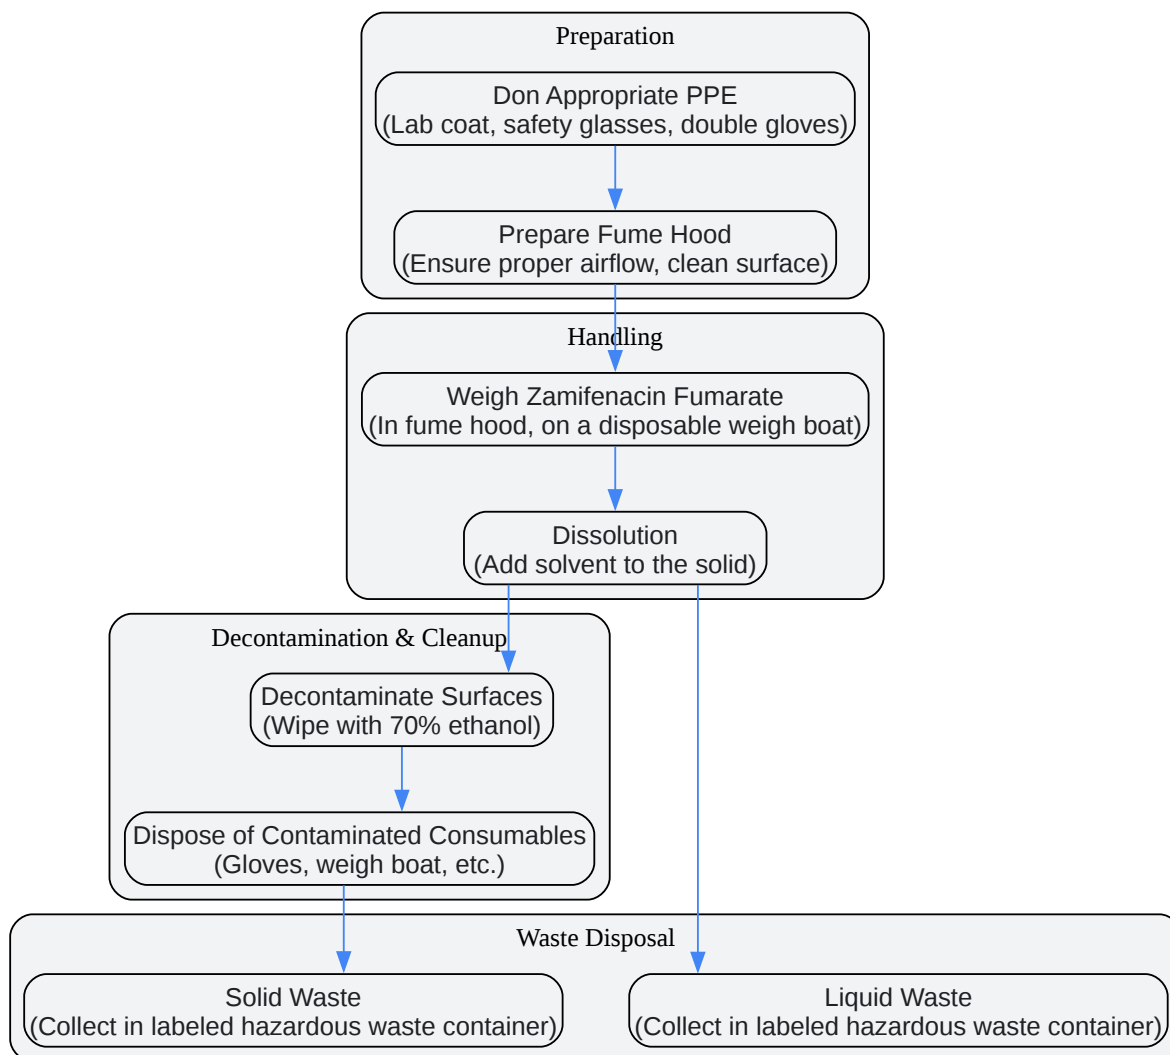 Preparation
Don Appropriate PPE
(Lab coat, safety glasses, double gloves)
Prepare Fume Hood
(Ensure proper airflow, clean surface)
Handling
Weigh Zamifenacin Fumarate
(In fume hood, on a disposable weigh boat)
Dissolution
(Add solvent to the solid)
Decontamination & Cleanup
Decontaminate Surfaces
(Wipe with 70% ethanol)
Dispose of Contaminated Consumables
(Gloves, weigh boat, etc.)
Waste Disposal
Solid Waste
(Collect in labeled hazardous waste container)
Liquid Waste
(Collect in labeled hazardous waste container)